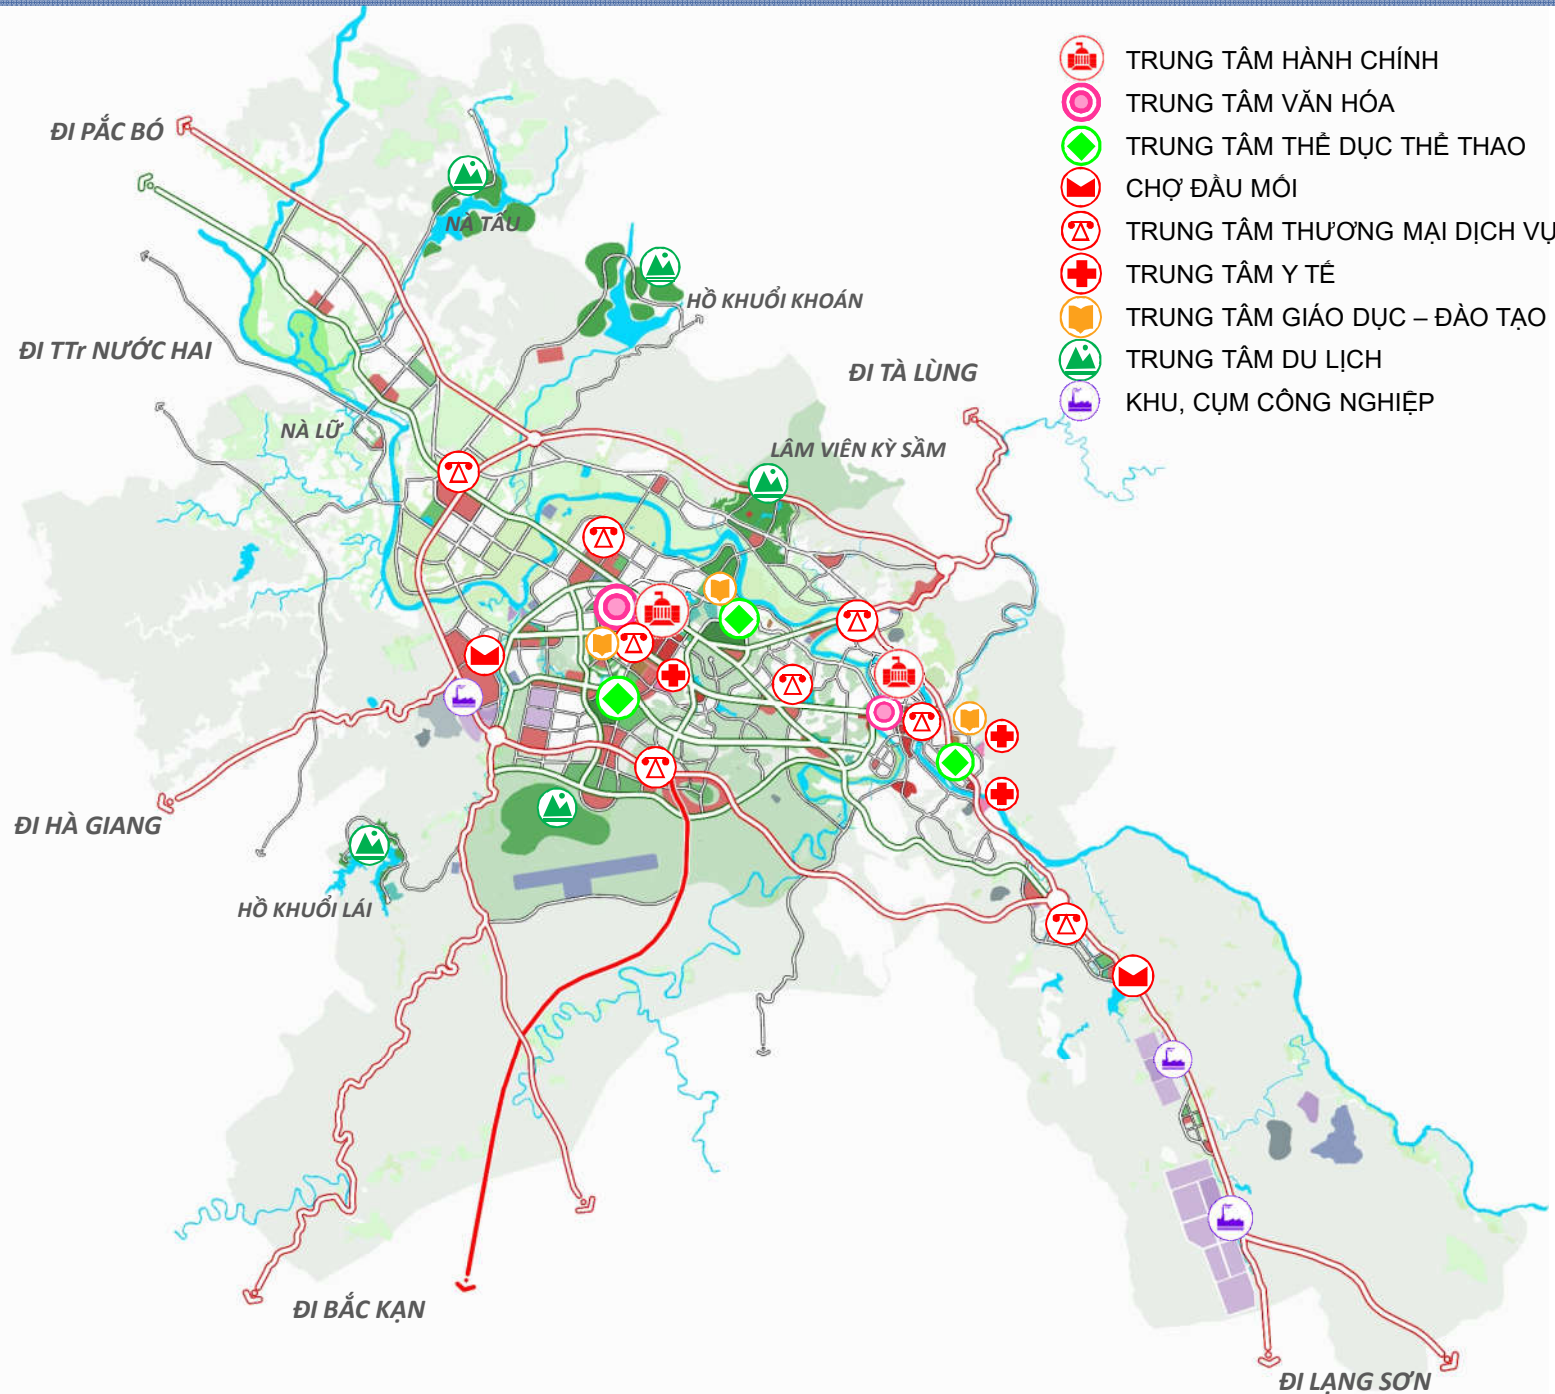 TRUNG TÂM HÀNH CHÍNH
TRUNG TÂM VĂN HÓA
TRUNG TÂM THỂ DỤC THỂ THAO
CHỢ ĐẦU MỐI
TRUNG TÂM THƯƠNG MẠI DỊCH VỤ
TRUNG TÂM Y TẾ
TRUNG TÂM GIÁO DỤC – ĐÀO TẠO
TRUNG TÂM DU LỊCH
KHU, CỤM CÔNG NGHIỆP
ĐI PẮC BÓ
NÀ TẤU
HỒ KHUỔI KHOÁN
ĐI TTr NƯỚC HAI
ĐI TÀ LÙNG
NÀ LỮ
LÂM VIÊN KỲ SẦM
ĐI HÀ GIANG
HỒ KHUỔI LÁI
ĐI BẮC KẠN
ĐI LẠNG SƠN